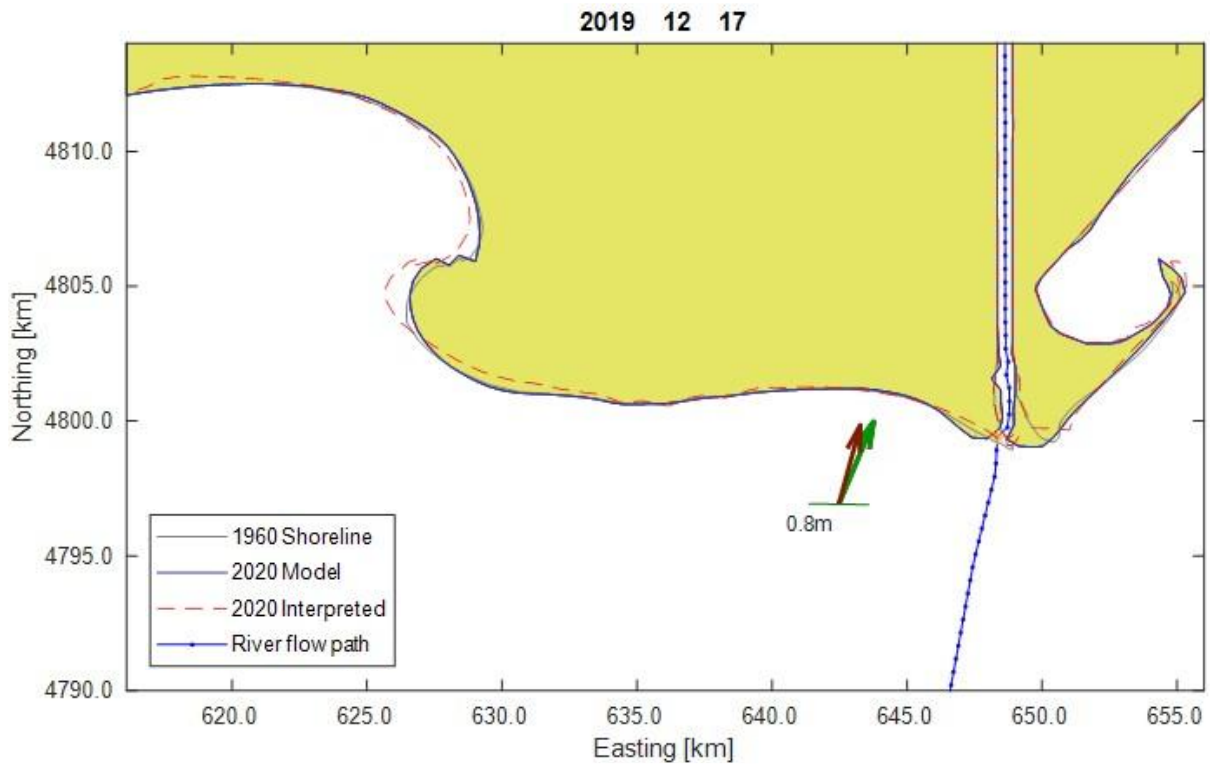 2019 12 17
4810.0
4805.0
4800.0
4795.0
4790.0
Northing [km]
0.8m
1960 Shoreline
2020 Model
2020 Interpreted
River flow path
620.0 625.0 630.0 635.0 640.0 645.0 650.0 655.0
Easting [km]